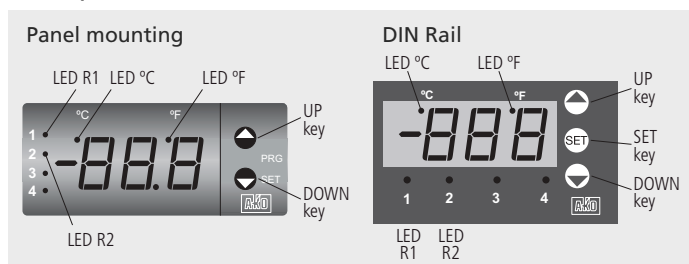 Panel mounting
LED R1
LED ºC
LED ºF
ºC
ºF
1
2
3
4
-88.8
PRG
SET
AKO
UP
key
DOWN
key
LED R2
DIN Rail
LED ºC
LED ºF
ºC
ºF
-888
SET
1
2
3
4
AKO
UP
key
SET
key
DOWN
key
LED
R1
LED
R2